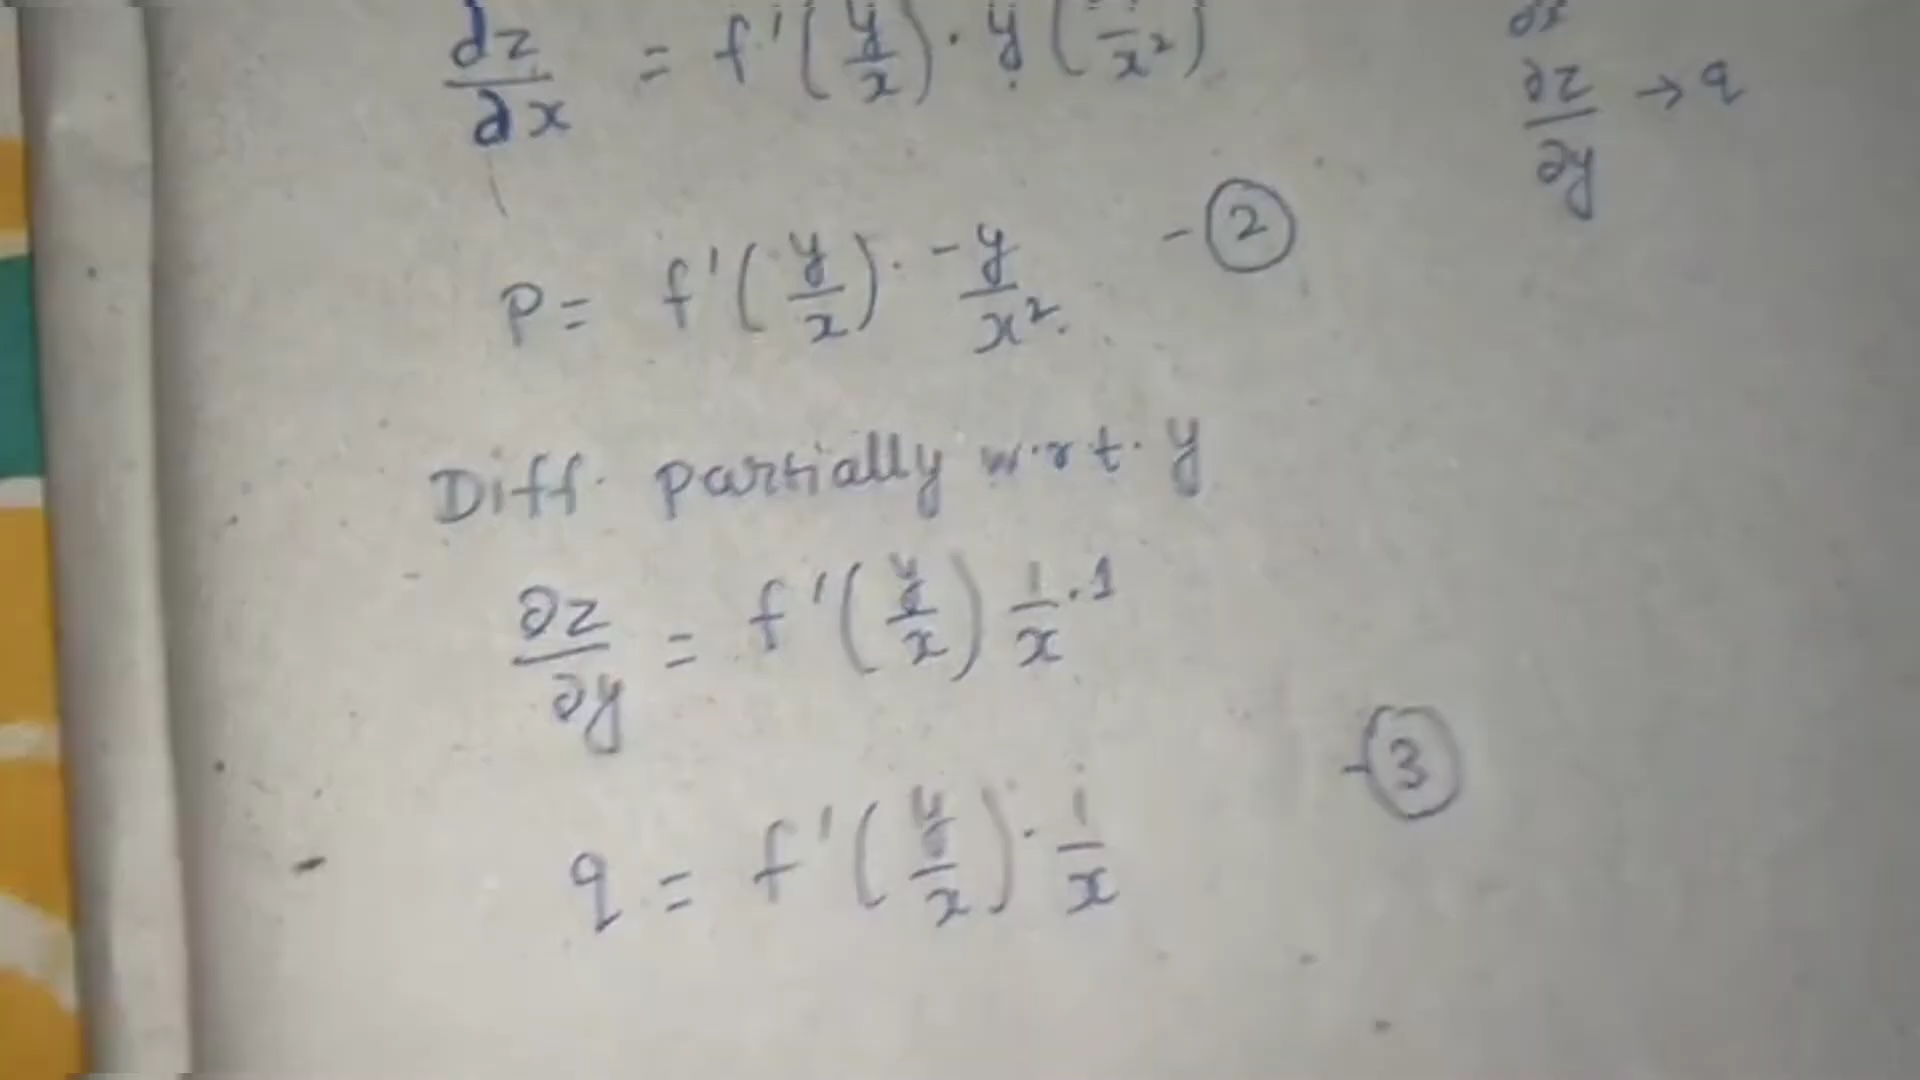 ∂z/∂x = f'(y/x) · y(-1/x²)
∂z/∂y → q
P = f'(y/x) · -y/x² - ②
Diff. partially w.r.t. y
∂z/∂y = f'(y/x) 1/x · 1
- ③
q = f'(y/x) · 1/x